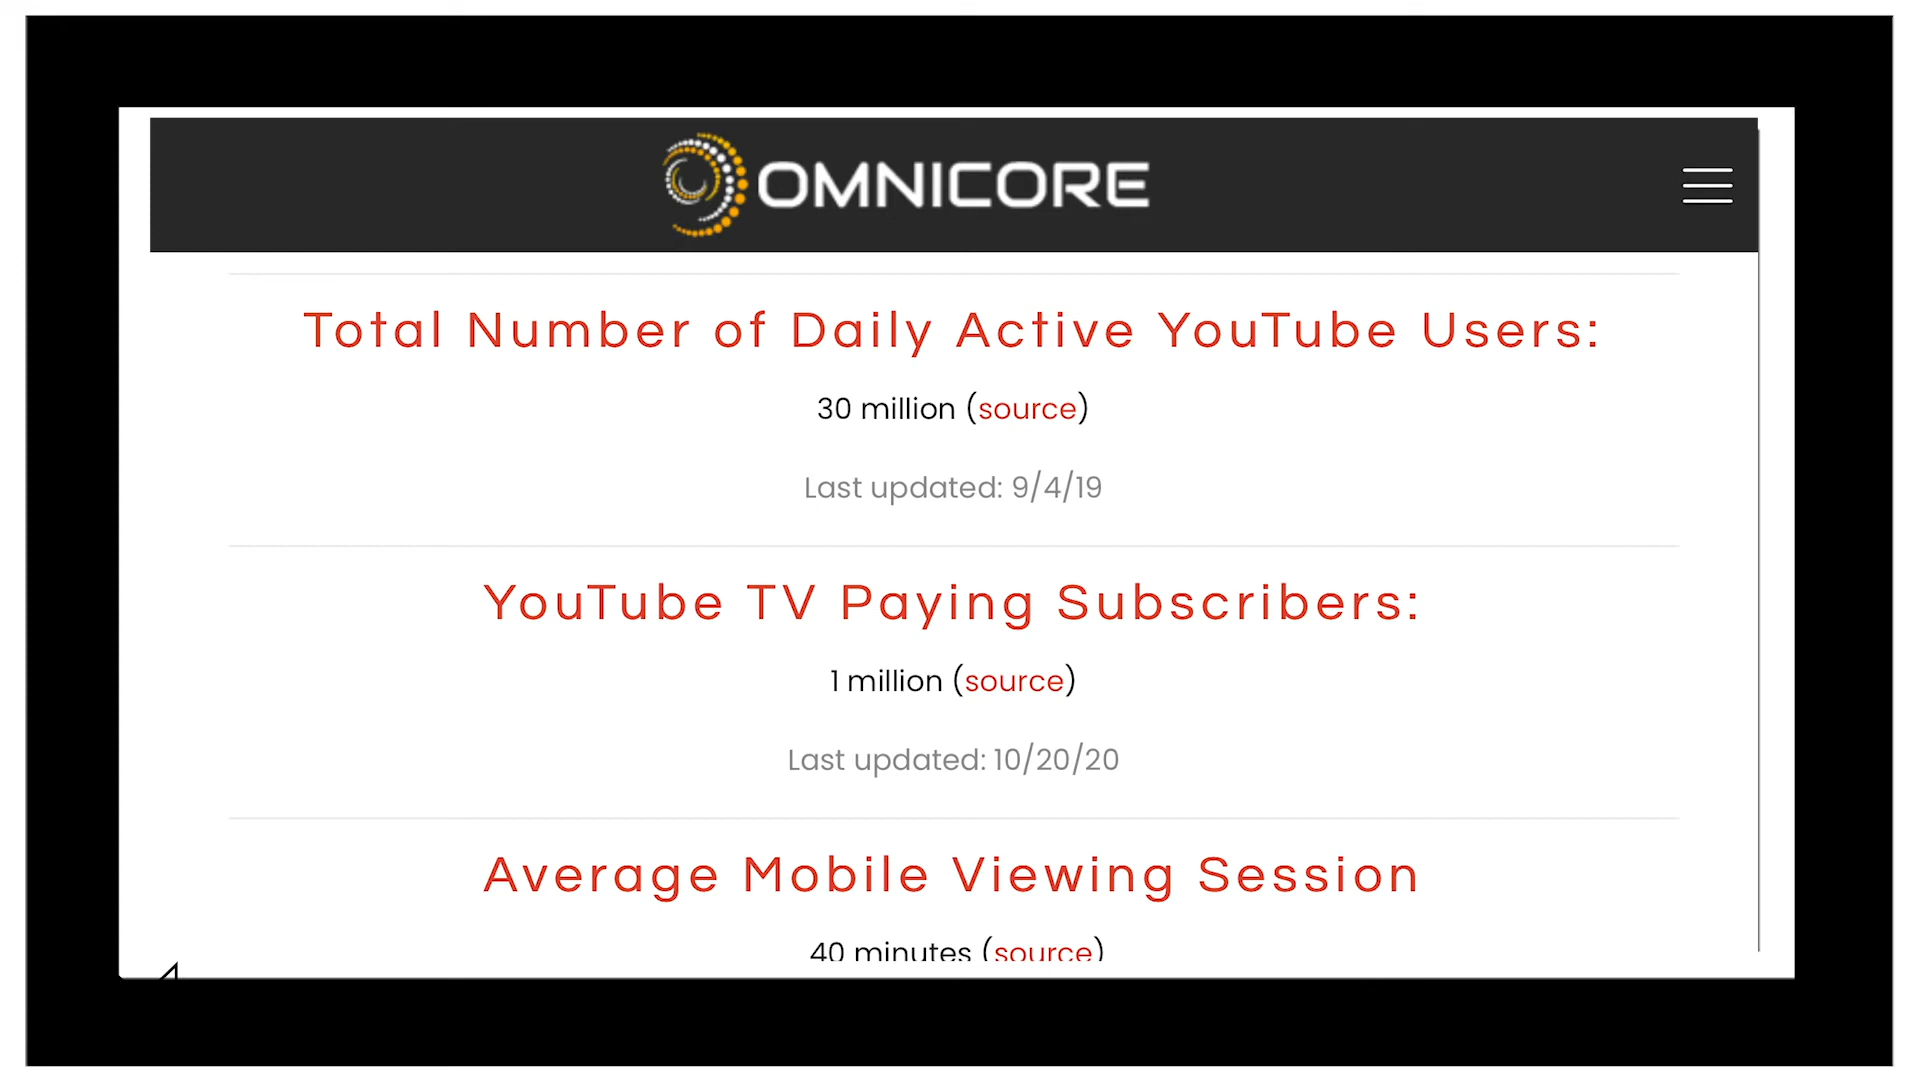 OMNICORE
Total Number of Daily Active YouTube Users:
30 million (source)
Last updated: 9/4/19
YouTube TV Paying Subscribers:
1 million (source)
Last updated: 10/20/20
Average Mobile Viewing Session
40 minutes (source)